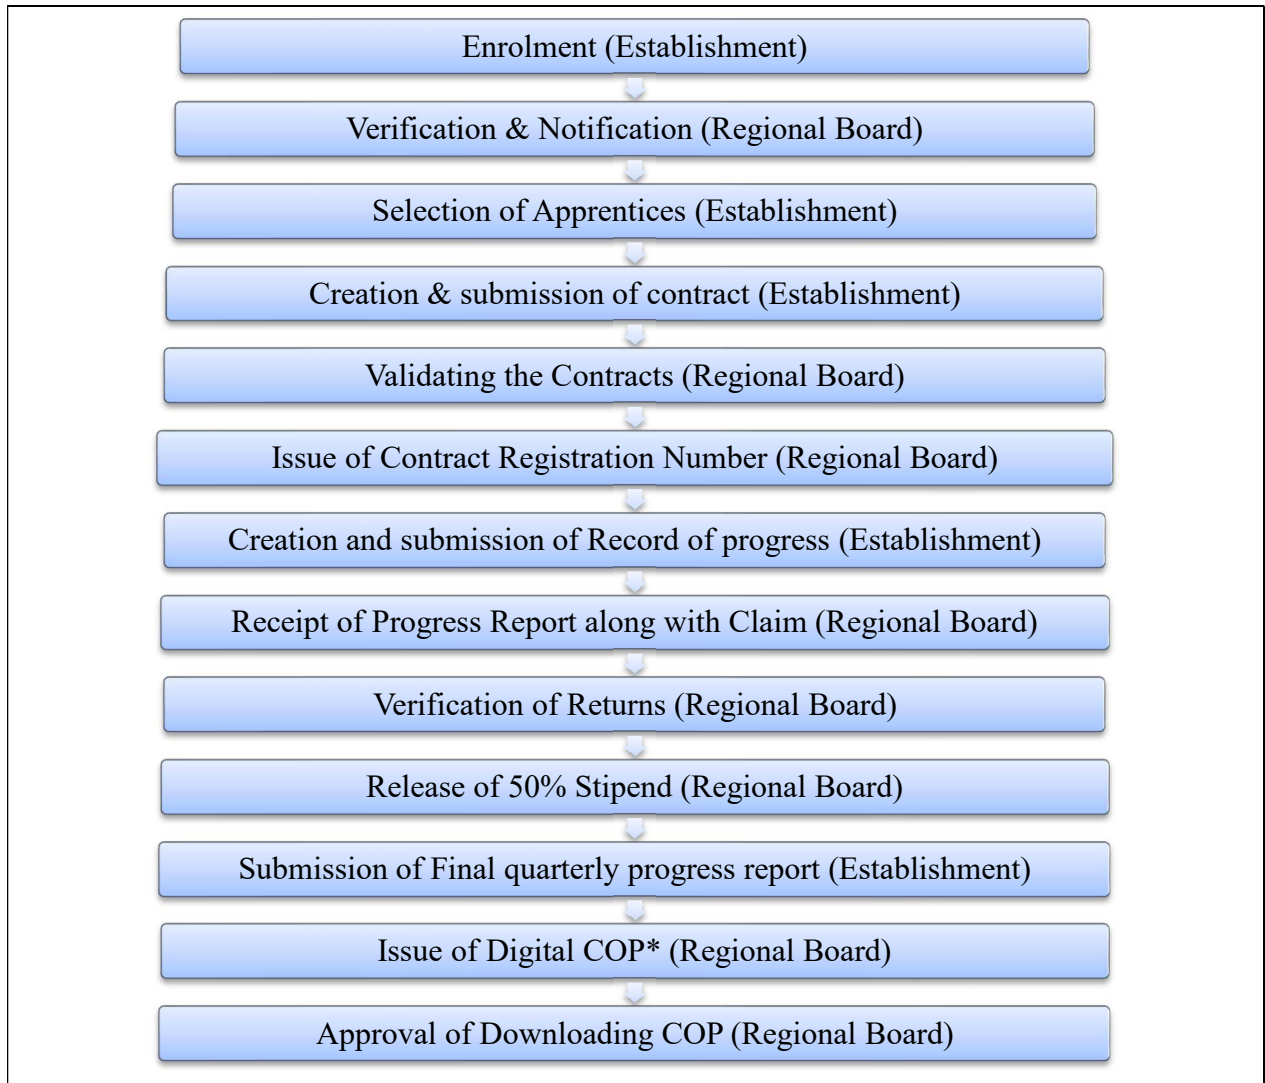 Enrolment (Establishment)
Verification & Notification (Regional Board)
Selection of Apprentices (Establishment)
Creation & submission of contract (Establishment)
Validating the Contracts (Regional Board)
Issue of Contract Registration Number (Regional Board)
Creation and submission of Record of progress (Establishment)
Receipt of Progress Report along with Claim (Regional Board)
Verification of Returns (Regional Board)
Release of 50% Stipend (Regional Board)
Submission of Final quarterly progress report (Establishment)
Issue of Digital COP* (Regional Board)
Approval of Downloading COP (Regional Board)